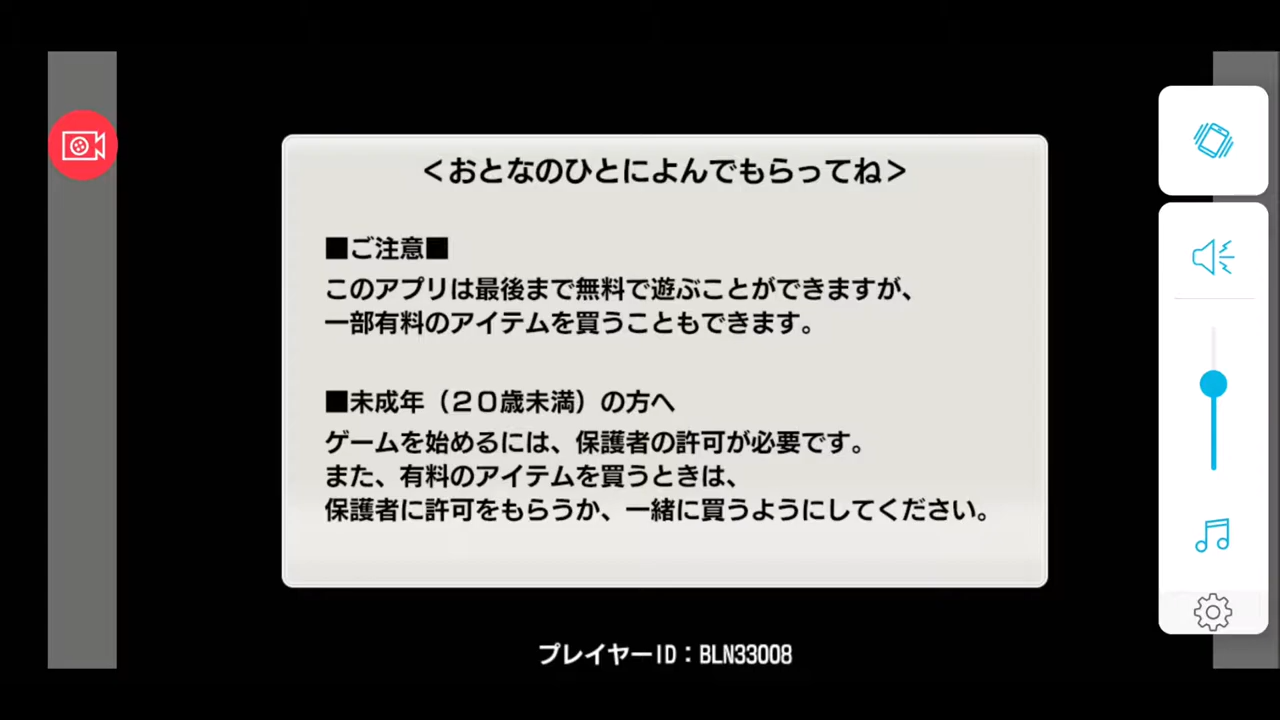 ＜おとなのひとによんでもらってね＞
■ご注意■
このアプリは最後まで無料で遊ぶことができますが、
一部有料のアイテムを買うこともできます。
■未成年（２０歳未満）の方へ
ゲームを始めるには、保護者の許可が必要です。
また、有料のアイテムを買うときは、
保護者に許可をもらうか、一緒に買うようにしてください。
プレイヤーID：BLN33008